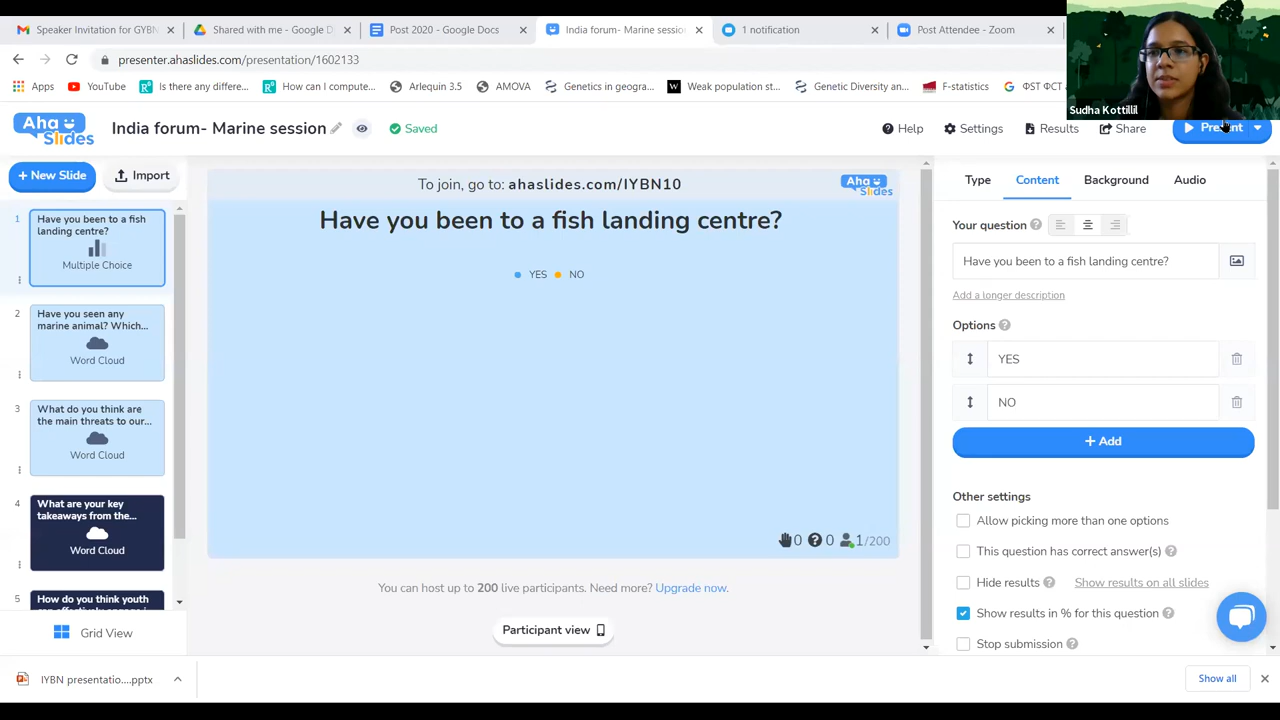 Speaker Invitation for GYBN
Shared with me - Google D
Post 2020 - Google Docs
India forum- Marine sessio
1 notification
Post Attendee - Zoom
presenter.ahaslides.com/presentation/1602133
Apps
YouTube
Is there any differe...
How can I compute...
Arlequin 3.5
AMOVA
Genetics in geogra...
Weak population st...
Genetic Diversity an...
F-statistics
ΦST ΦCT
Sudha Kottillil
Aha Slides
India forum- Marine session
Saved
Help
Settings
Results
Share
Present
+ New Slide
Import
1
Have you been to a fish
landing centre?
Multiple Choice
2
Have you seen any
marine animal? Which...
Word Cloud
3
What do you think are
the main threats to our...
Word Cloud
4
What are your key
takeaways from the...
Word Cloud
5
How do you think youth
Grid View
To join, go to: ahaslides.com/IYBN10
Aha Slides
Have you been to a fish landing centre?
YES NO
0 0 1/200
You can host up to 200 live participants. Need more? Upgrade now.
Participant view
Type
Content
Background
Audio
Your question
Have you been to a fish landing centre?
Add a longer description
Options
YES
NO
+ Add
Other settings
Allow picking more than one options
This question has correct answer(s)
Hide results
Show results on all slides
Show results in % for this question
Stop submission
IYBN presentatio....pptx
Show all